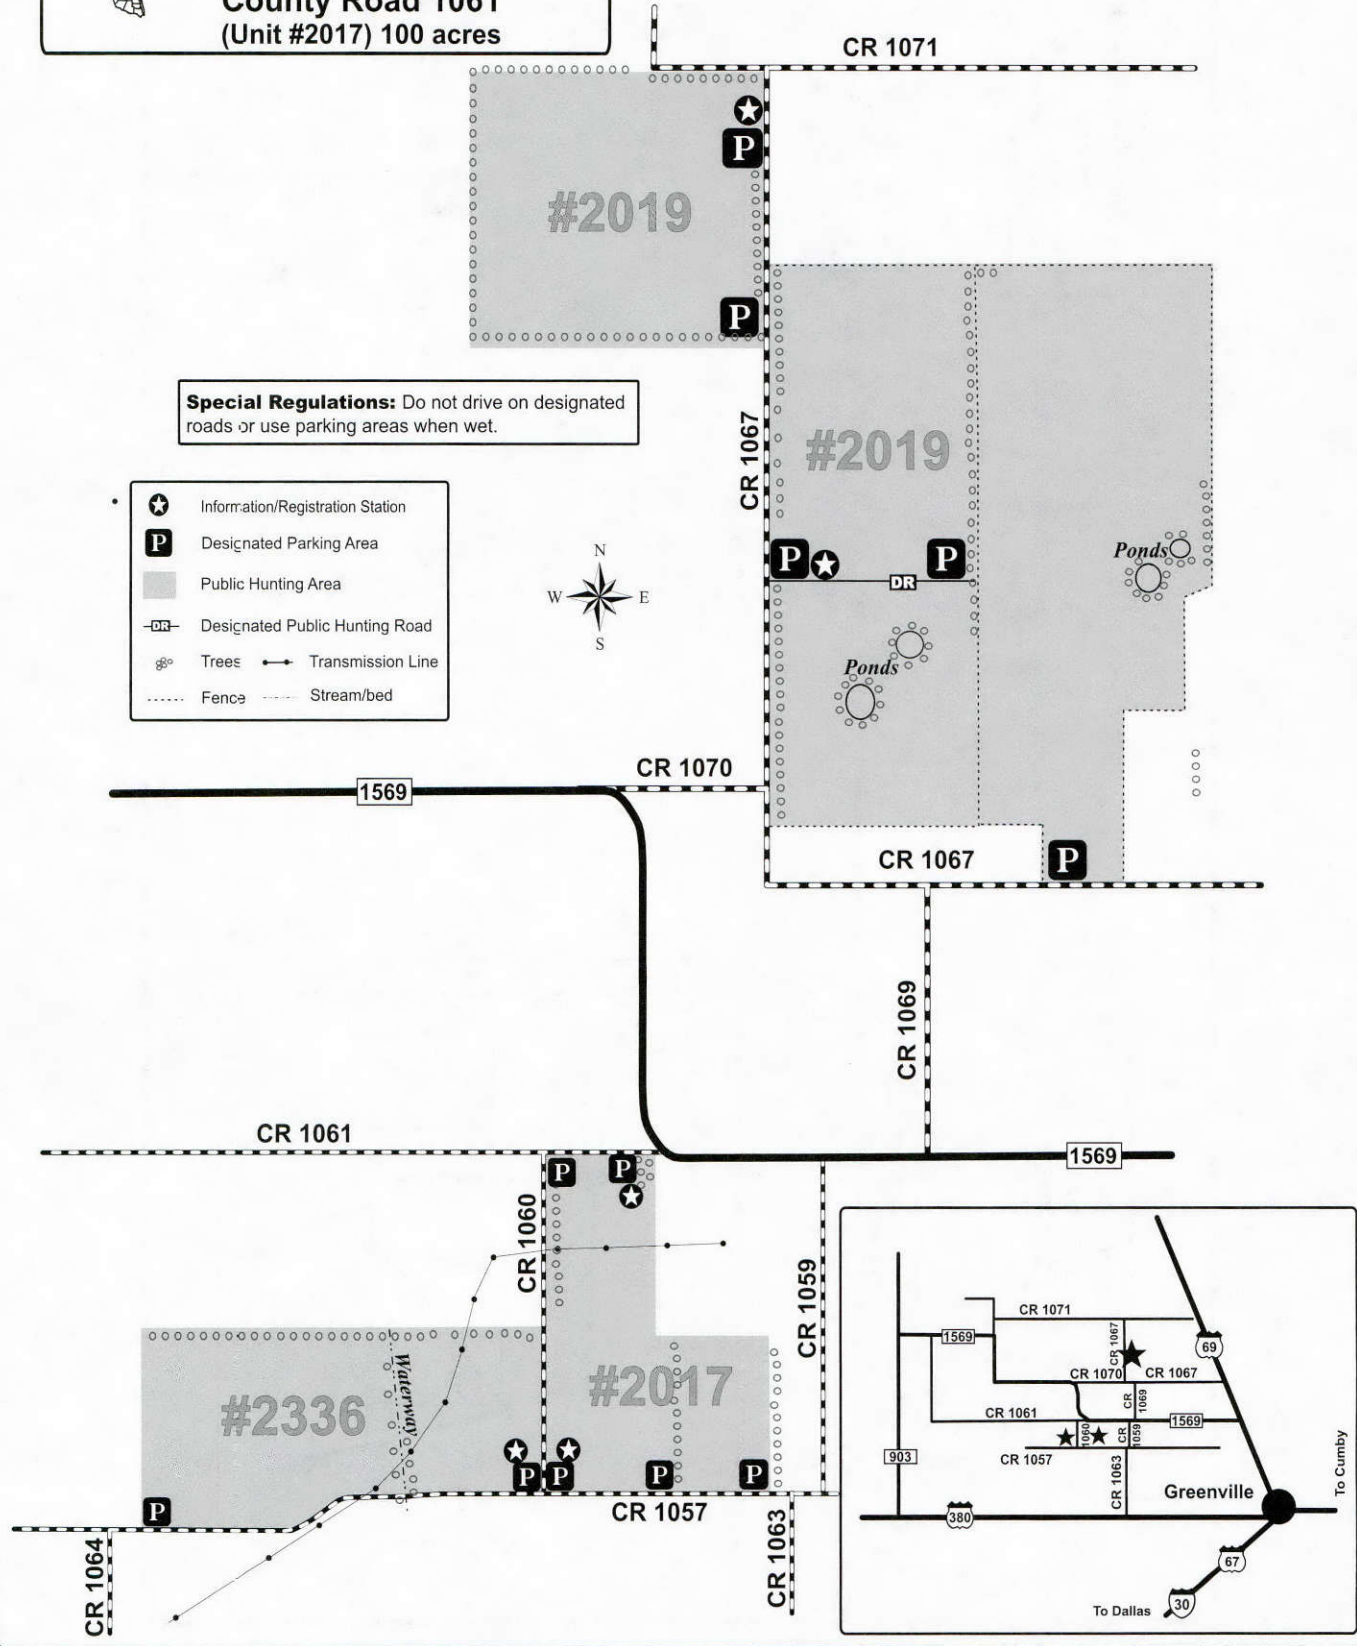 County Road 1061
(Unit #2017) 100 acres
CR 1071
P
#2019
P
Special Regulations: Do not drive on designated
roads or use parking areas when wet.
CR 1067
#2019
Information/Registration Station
P Designated Parking Area
Public Hunting Area
DR Designated Public Hunting Road
Trees Transmission Line
Fence Stream/bed
N
W E
S
P P
DR
Ponds
Ponds
CR 1070
1569
CR 1067
P
CR 1069
CR 1061
1569
P P
CR 1060
CR 1059
Waterway
#2336
#2017
P
P P P P
CR 1057
CR 1064
CR 1063
CR 1071
1569
CR 1067
69
CR 1070 CR 1067
CR 1069
CR 1061
1569
1060
CR 1059
CR 1057
903
CR 1063
Greenville
To Cumby
380
67
30
To Dallas